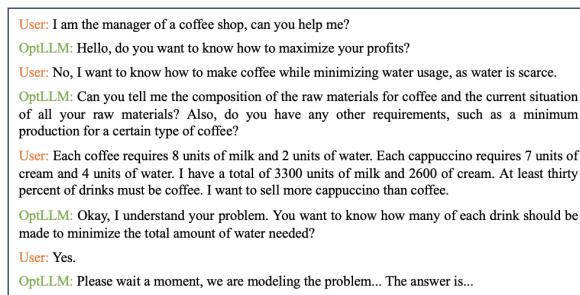 User: I am the manager of a coffee shop, can you help me?
OptLLM: Hello, do you want to know how to maximize your profits?
User: No, I want to know how to make coffee while minimizing water usage, as water is scarce.
OptLLM: Can you tell me the composition of the raw materials for coffee and the current situation
of all your raw materials? Also, do you have any other requirements, such as a minimum
production for a certain type of coffee?
User: Each coffee requires 8 units of milk and 2 units of water. Each cappuccino requires 7 units of
cream and 4 units of water. I have a total of 3300 units of milk and 2600 of cream. At least thirty
percent of drinks must be coffee. I want to sell more cappuccino than coffee.
OptLLM: Okay, I understand your problem. You want to know how many of each drink should be
made to minimize the total amount of water needed?
User: Yes.
OptLLM: Please wait a moment, we are modeling the problem... The answer is...